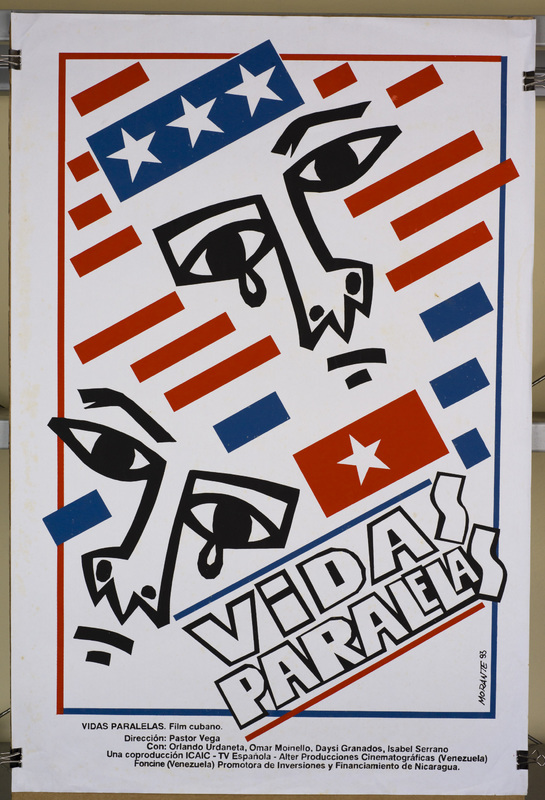 VIDAS
PARALELAS
MORANTE 93
VIDAS PARALELAS. Film cubano.
Dirección: Pastor Vega
Con: Orlando Urdaneta, Omar Moinello, Daysi Granados, Isabel Serrano
Una coproducción ICAIC - TV Española - Alter Producciones Cinematográficas (Venezuela)
Foncine (Venezuela) Promotora de Inversiones y Financiamiento de Nicaragua.